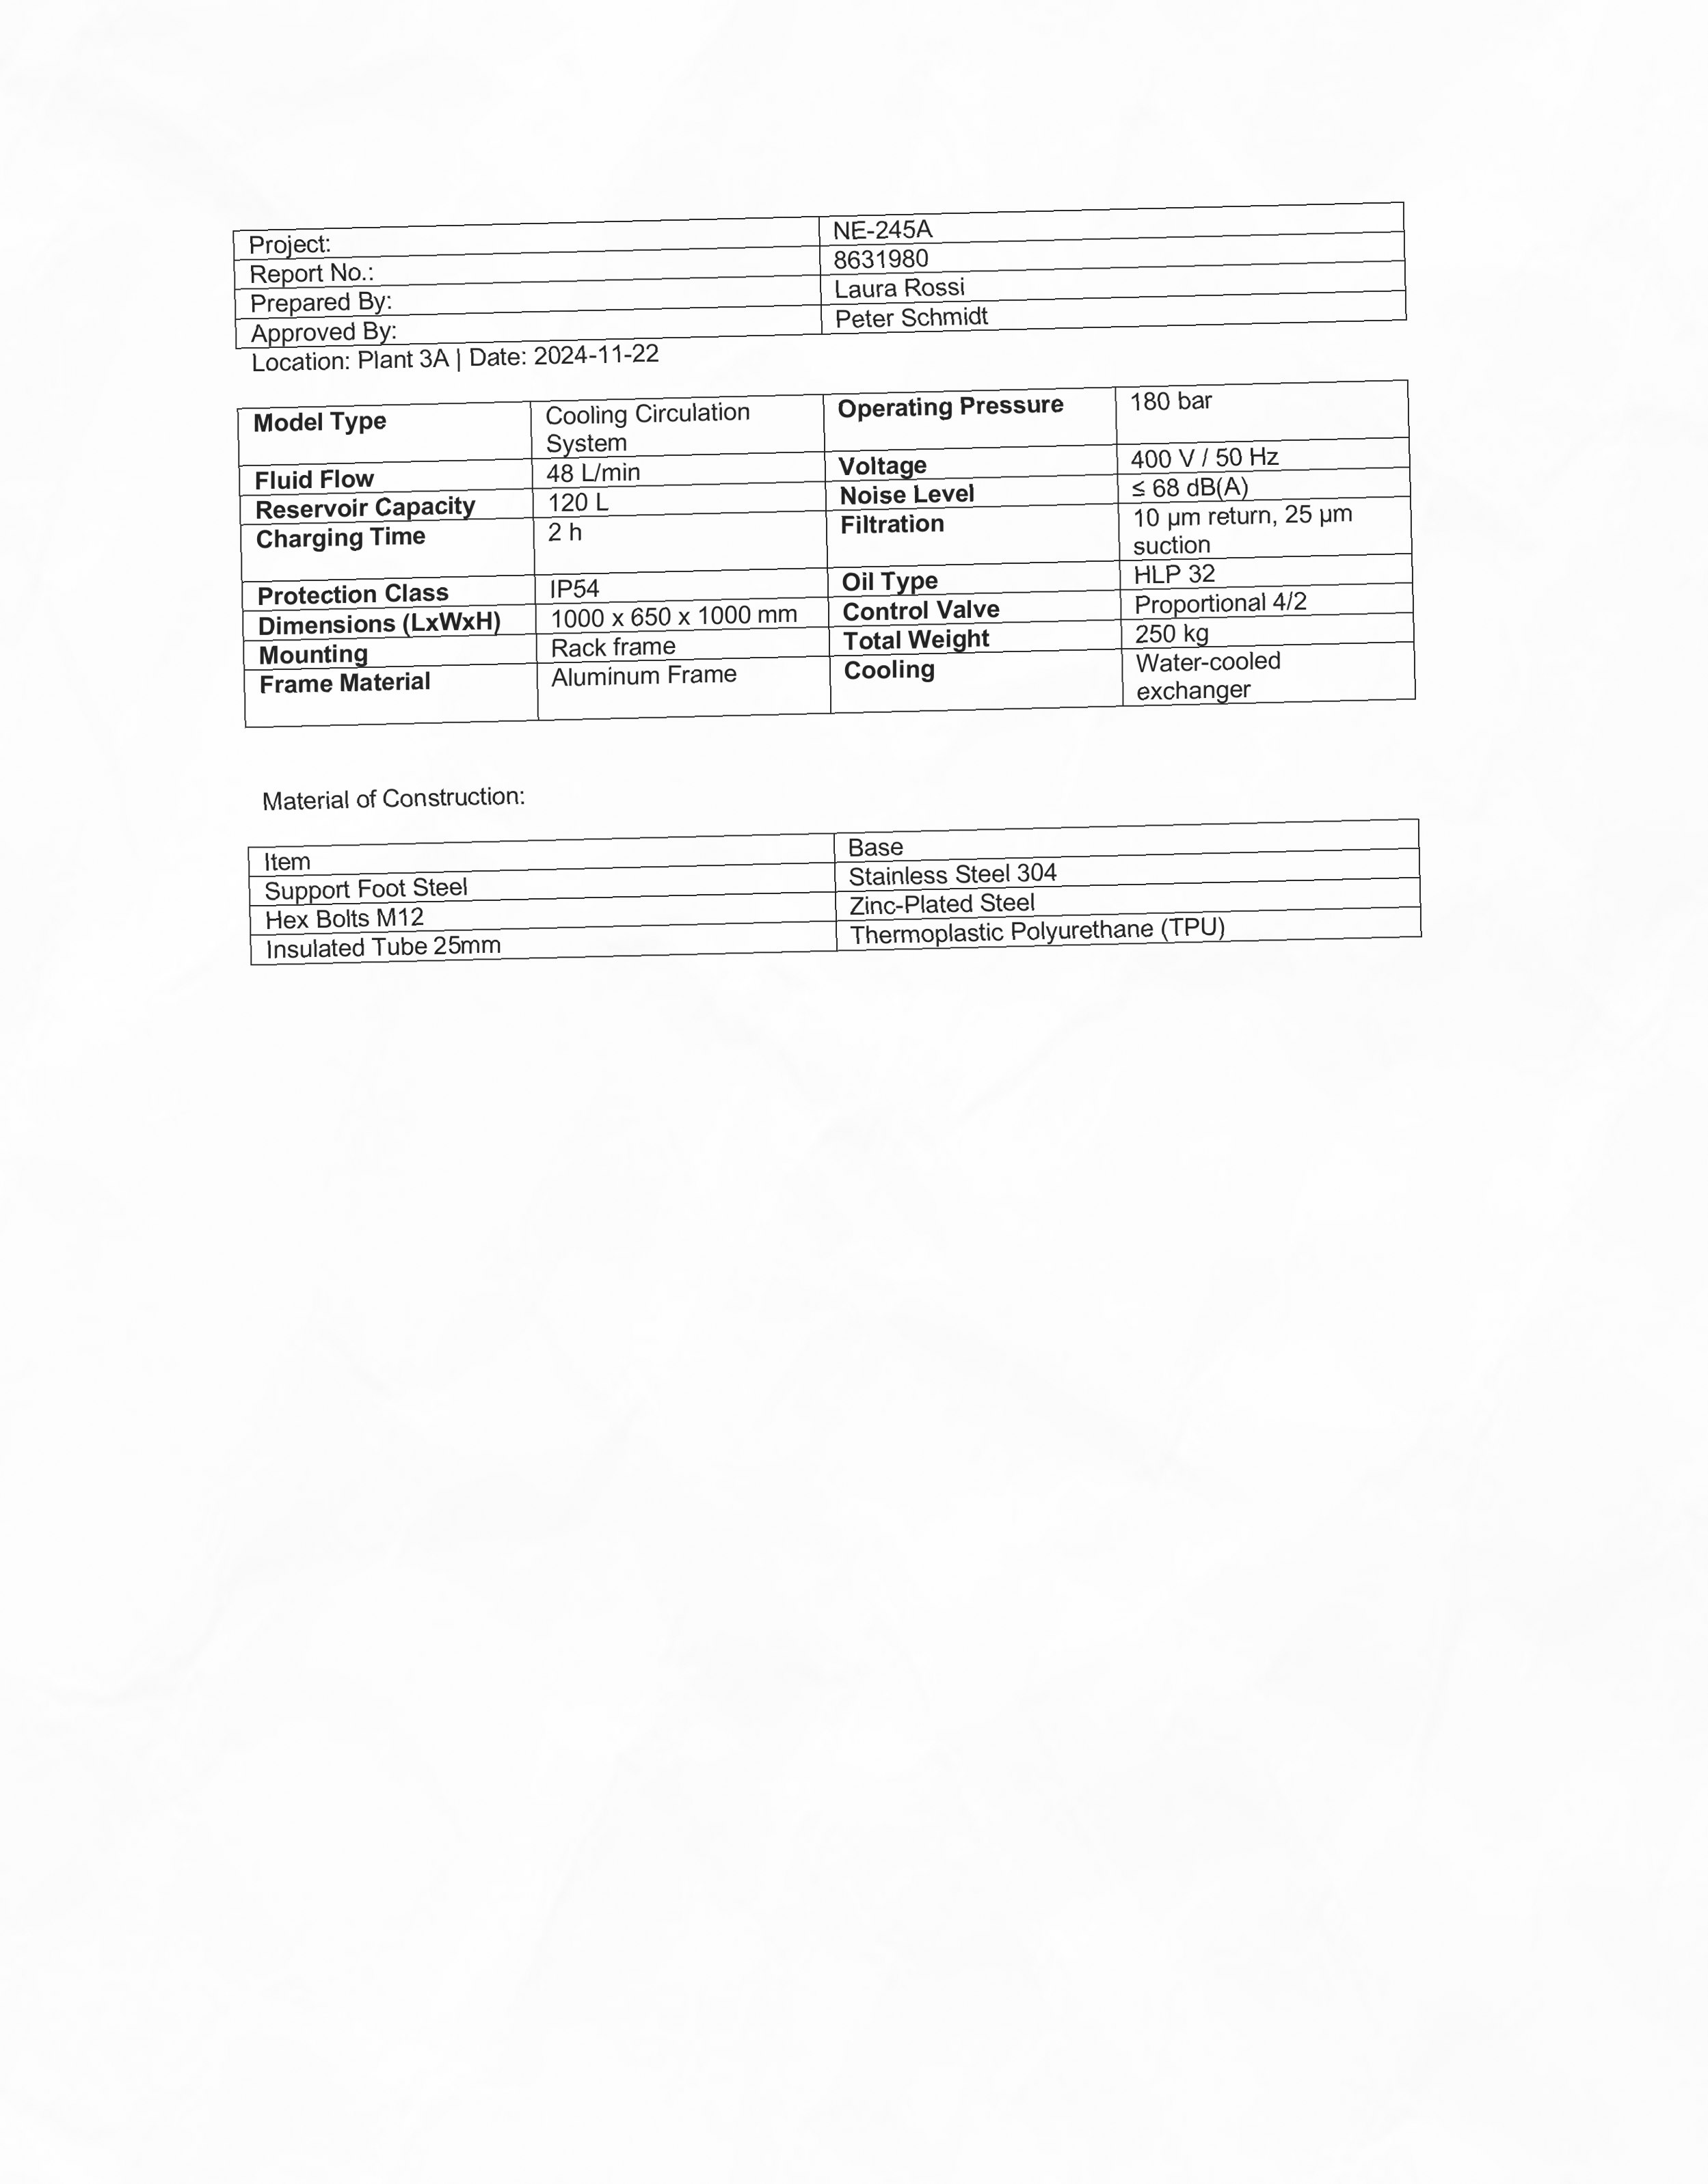 Project: NE-245A
Report No.: 8631980
Prepared By: Laura Rossi
Approved By: Peter Schmidt
Location: Plant 3A | Date: 2024-11-22
Model Type Cooling Circulation System Operating Pressure 180 bar
Fluid Flow 48 L/min Voltage 400 V / 50 Hz
Reservoir Capacity 120 L Noise Level ≤ 68 dB(A)
Charging Time 2 h Filtration 10 µm return, 25 µm suction
Protection Class IP54 Oil Type HLP 32
Dimensions (LxWxH) 1000 x 650 x 1000 mm Control Valve Proportional 4/2
Mounting Rack frame Total Weight 250 kg
Frame Material Aluminum Frame Cooling Water-cooled exchanger
Material of Construction:
Item Base
Support Foot Steel Stainless Steel 304
Hex Bolts M12 Zinc-Plated Steel
Insulated Tube 25mm Thermoplastic Polyurethane (TPU)